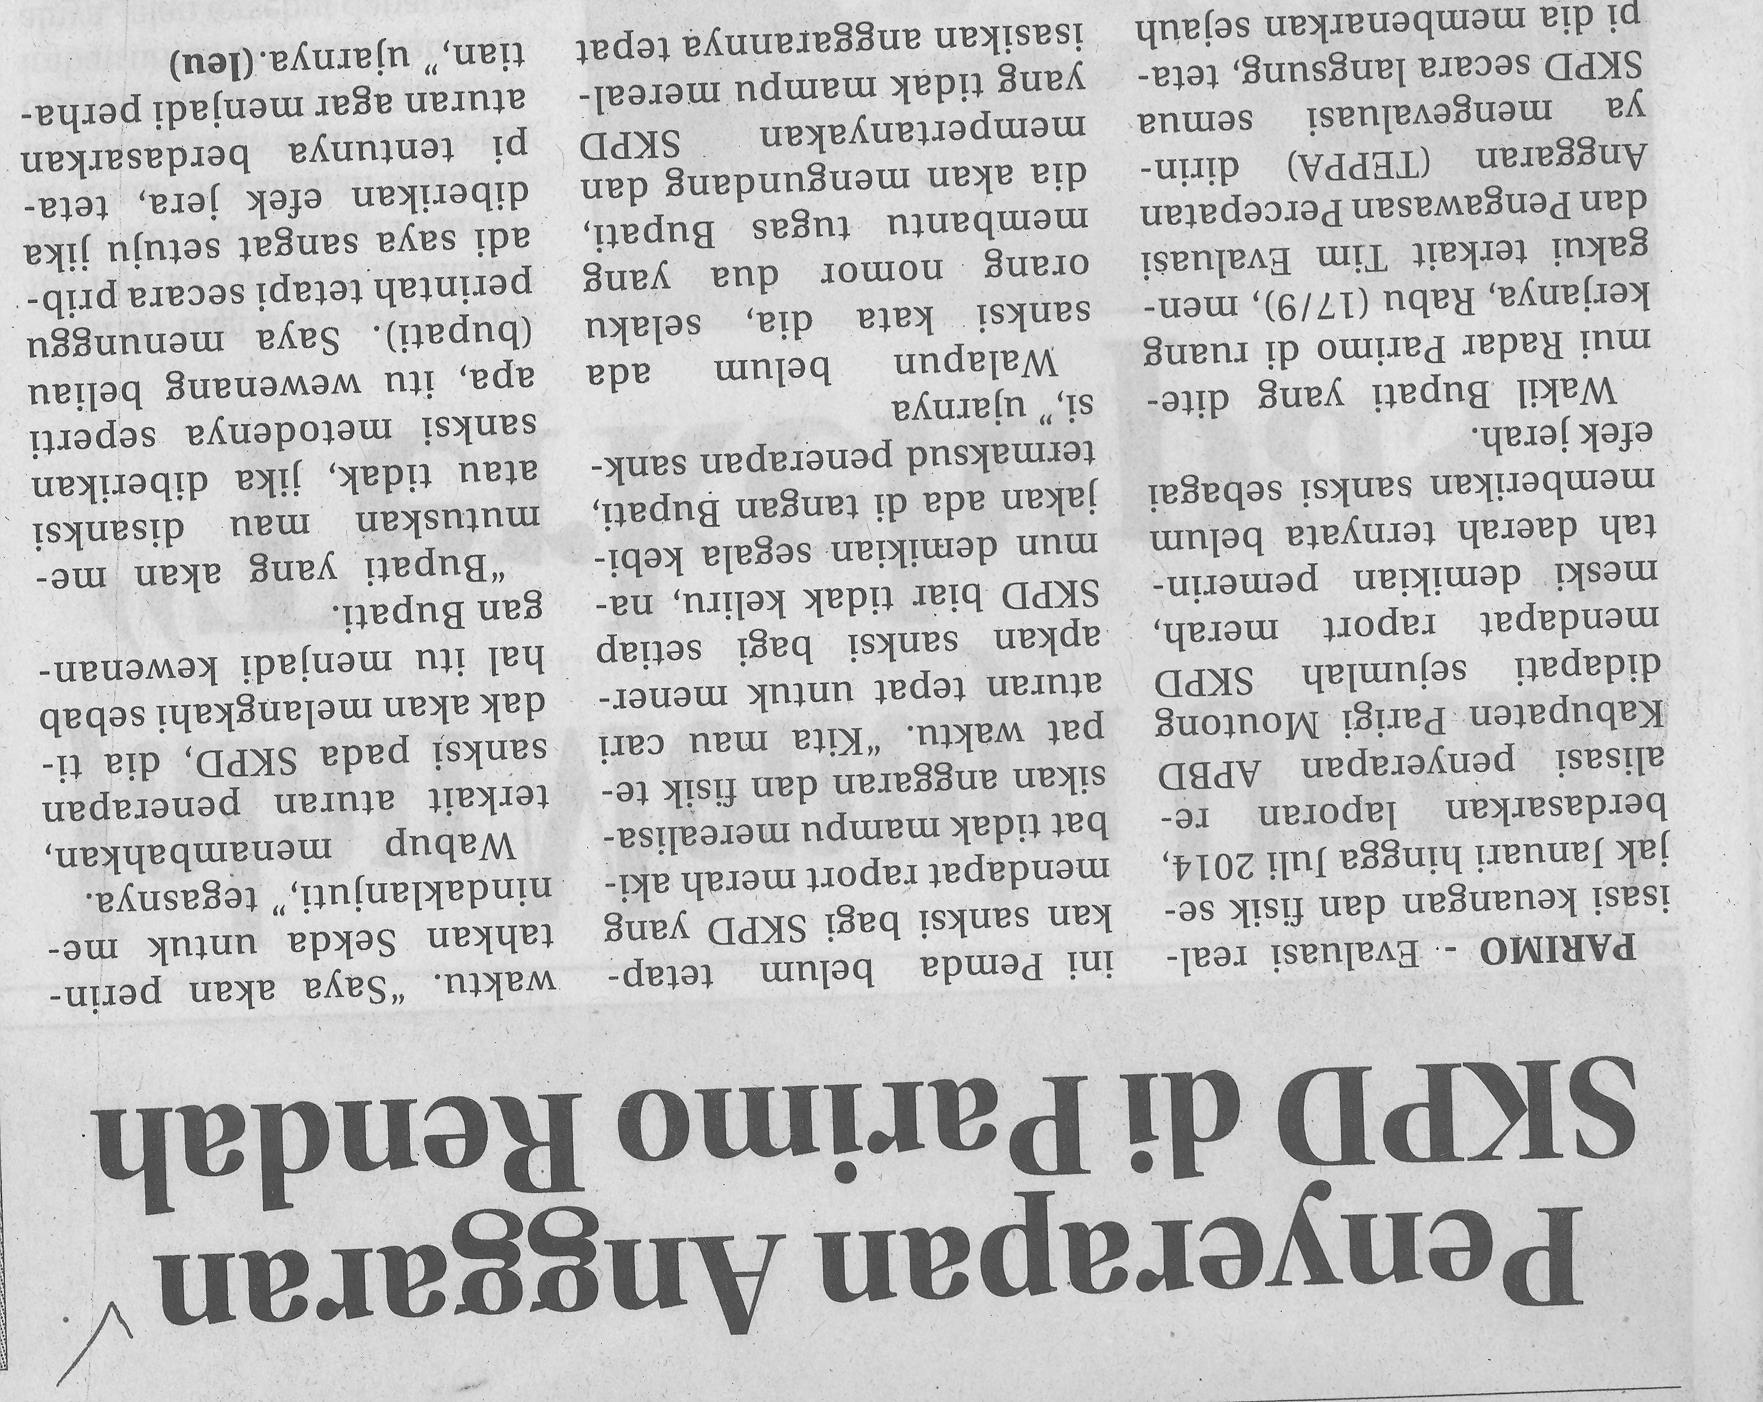 Penyerapan Anggaran
SKPD di Parimo Rendah
PARIMO - Evaluasi real-
isasi keuangan dan fisik se-
jak Januari hingga Juli 2014,
berdasarkan laporan re-
alisasi penyerapan APBD
Kabupaten Parigi Moutong
didapati sejumlah SKPD
mendapat raport merah,
meski demikian pemerin-
tah daerah ternyata belum
memberikan sanksi sebagai
efek jerah.
Wakil Bupati yang dite-
mui Radar Parimo di ruang
kerjanya, Rabu (17/9), men-
gakui terkait Tim Evaluasi
dan Pengawasan Percepatan
Anggaran (TEPPA) dirin-
ya mengevaluasi semua
SKPD secara langsung, teta-
pi dia membenarkan sejauh
ini Pemda belum tetap-
kan sanksi bagi SKPD yang
mendapat raport merah aki-
bat tidak mampu merealisa-
sikan anggaran dan fisik te-
pat waktu. "Kita mau cari
aturan tepat untuk mener-
apkan sanksi bagi setiap
SKPD biar tidak keliru, na-
mun demikian segala kebi-
jakan ada di tangan Bupati,
termaksud penerapan sank-
si," ujarnya
Walapun belum ada
sanksi kata dia, selaku
orang nomor dua yang
membantu tugas Bupati,
dia akan mengundang dan
mempertanyakan SKPD
yang tidak mampu mereal-
isasikan anggarannya tepat
waktu. "Saya akan perin-
tahkan Sekda untuk me-
nindaklanjuti," tegasnya.
Wabup menambahkan,
terkait aturan penerapan
sanksi pada SKPD, dia ti-
dak akan melangkahi sebab
hal itu menjadi kewenan-
gan Bupati.
"Bupati yang akan me-
mutuskan mau disanksi
atau tidak, jika diberikan
sanksi metodenya seperti
apa, itu wewenang beliau
(bupati). Saya menunggu
perintah tetapi secara prib-
adi saya sangat setuju jika
diberikan efek jera, teta-
pi tentunya berdasarkan
aturan agar menjadi perha-
tian," ujarnya.(leu)